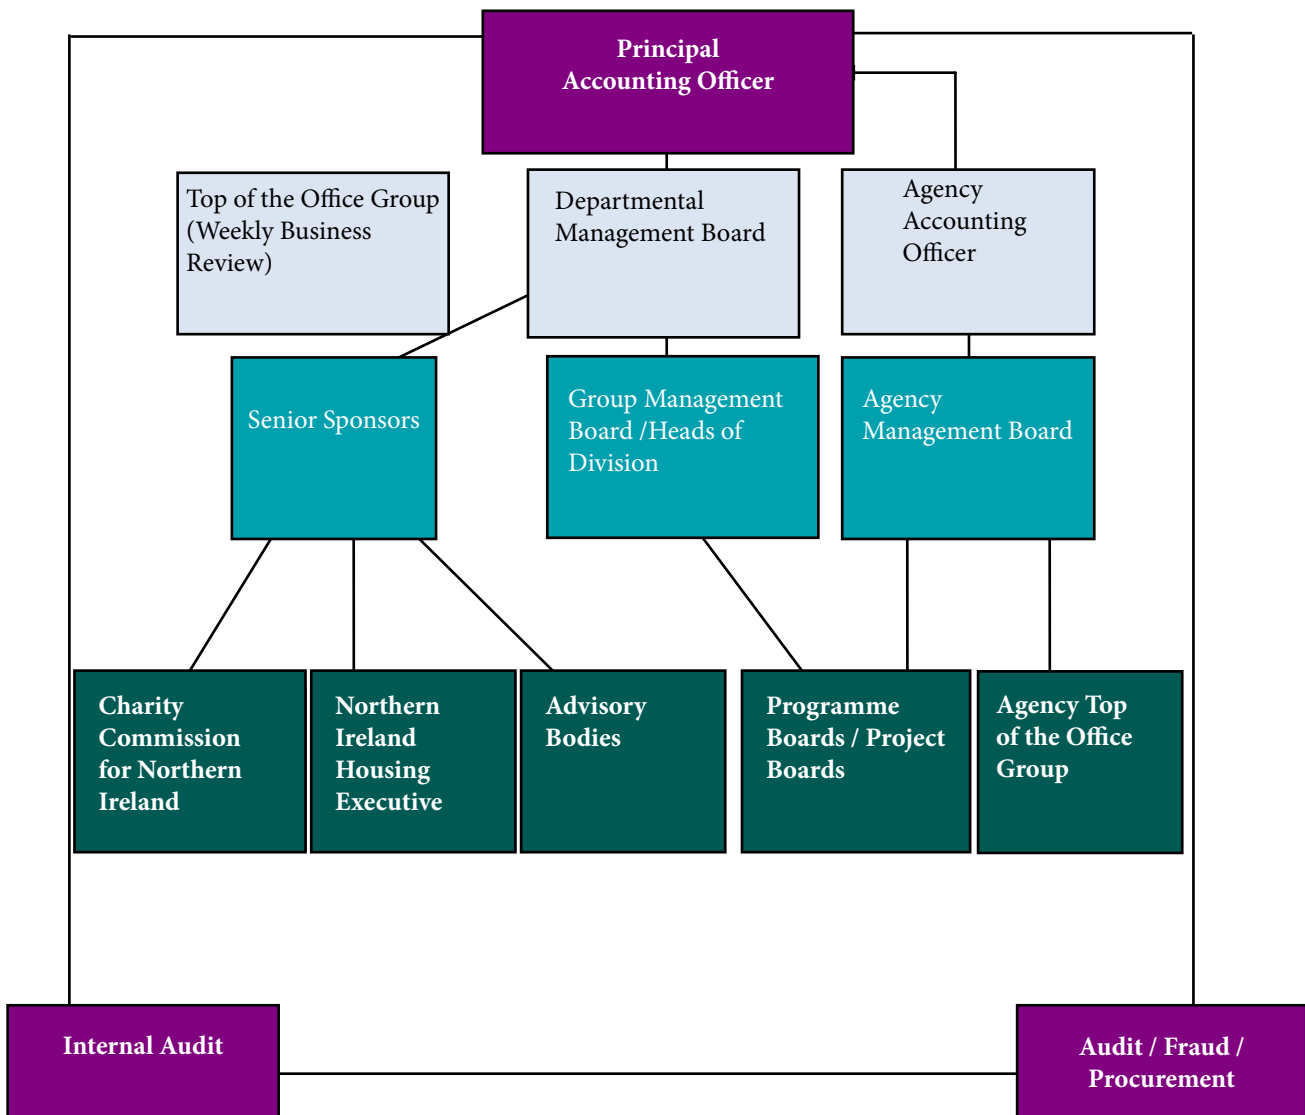 Principal
Accounting Officer
Top of the Office Group
(Weekly Business
Review)
Departmental
Management Board
Agency
Accounting
Officer
Senior Sponsors
Group Management
Board /Heads of
Division
Agency
Management Board
Charity
Commission
for Northern
Ireland
Northern
Ireland
Housing
Executive
Advisory
Bodies
Programme
Boards / Project
Boards
Agency Top
of the Office
Group
Internal Audit
Audit / Fraud /
Procurement